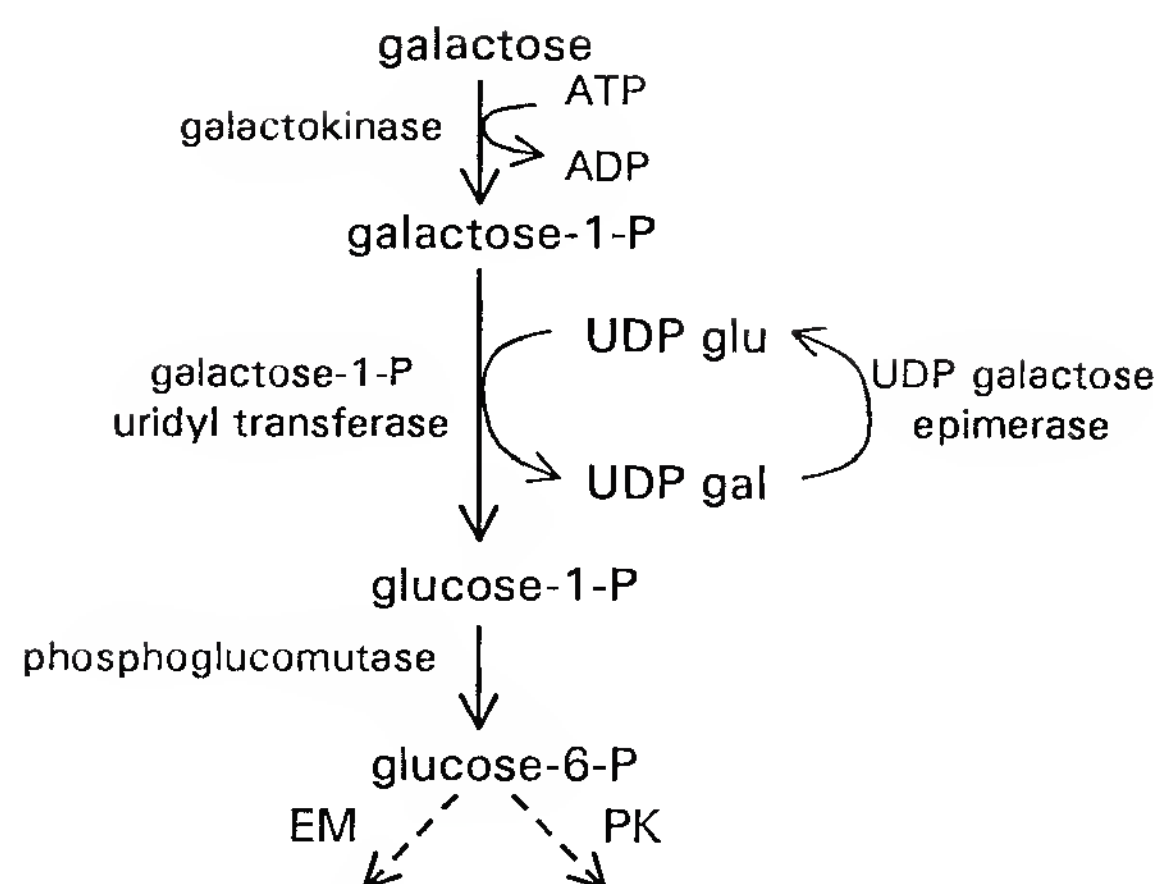 galactose
ATP
galactokinase
ADP
galactose-1-P
UDP glu
galactose-1-P
uridyl transferase
UDP galactose
epimerase
UDP gal
glucose-1-P
phosphoglucomutase
glucose-6-P
EM
PK